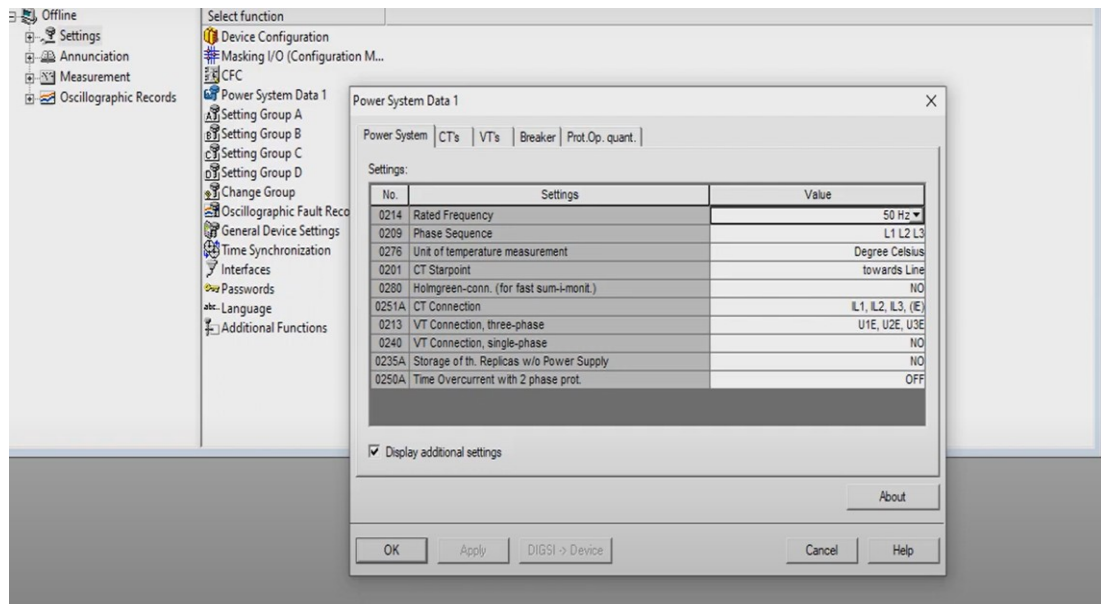 Offline
Settings
Annunciation
Measurement
Oscillographic Records
Select function
Device Configuration
Masking I/O (Configuration M...
CFC
Power System Data 1
Setting Group A
Setting Group B
Setting Group C
Setting Group D
Change Group
Oscillographic Fault Reco
General Device Settings
Time Synchronization
Interfaces
Passwords
Language
Additional Functions
Power System Data 1
Power System CT's VT's Breaker Prot.Op. quant.
Settings:
No. Settings Value
0214 Rated Frequency 50 Hz
0209 Phase Sequence L1 L2 L3
0276 Unit of temperature measurement Degree Celsius
0201 CT Starpoint towards Line
0280 Holmgreen-conn. (for fast sum-i-monit.) NO
0251A CT Connection IL1, IL2, IL3, (IE)
0213 VT Connection, three-phase U1E, U2E, U3E
0240 VT Connection, single-phase NO
0235A Storage of th. Replicas w/o Power Supply NO
0250A Time Overcurrent with 2 phase prot. OFF
Display additional settings
About
OK Apply DIGSI -> Device Cancel Help